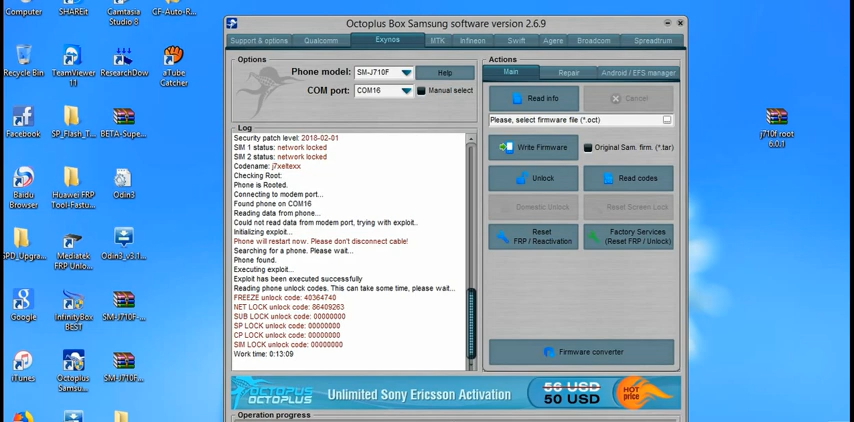 Computer
SHAREit
Camtasia
Studio 8
CF-Auto-R...
Recycle Bin
TeamViewer
11
ResearchDow...
aTube
Catcher
Facebook
SP_Flash_T...
BETA-Supe...
Baidu
Browser
Huawei FRP
Tool-Fastu...
Odin3
SPD_Upgra...
Mediatek
FRP Unlo...
Odin3_v3.1...
Google
InfinityBox
BEST
SM-J710F-...
iTunes
Octoplus
Samsu...
SM-J710F...
Octoplus Box Samsung software version 2.6.9
Support & options
Qualcomm
Exynos
MTK
Infineon
Swift
Agere
Broadcom
Spreadtrum
Options
Phone model:
SM-J710F
Help
COM port:
COM16
Manual select
Log
Security patch level: 2018-02-01
SIM 1 status: network locked
SIM 2 status: network locked
Codename: j7xeltexx
Checking Root:
Phone is Rooted.
Connecting to modem port...
Found phone on COM16
Reading data from phone...
Could not read data from modem port, trying with exploit..
Initializing exploit...
Phone will restart now. Please don't disconnect cable!
Searching for a phone. Please wait...
Phone found.
Executing exploit...
Exploit has been executed successfully
Reading phone unlock codes. This can take some time, please wait...
FREEZE unlock code: 40364740
NET LOCK unlock code: 86409263
SUB LOCK unlock code: 00000000
SP LOCK unlock code: 00000000
CP LOCK unlock code: 00000000
SIM LOCK unlock code: 00000000
Work time: 0:13:09
Actions
Main
Repair
Android / EFS manager
Read info
Cancel
Please, select firmware file (*.oct)
Write Firmware
Original Sam. firm. (*.tar)
Unlock
Read codes
Domestic Unlock
Reset Screen Lock
Reset
FRP / Reactivation
Factory Services
(Reset FRP / Unlock)
Firmware converter
OCTOPUS
OCTOPLUS
Unlimited Sony Ericsson Activation
56 USD
50 USD
HOT
price
Operation progress
j710f root
6.0.1